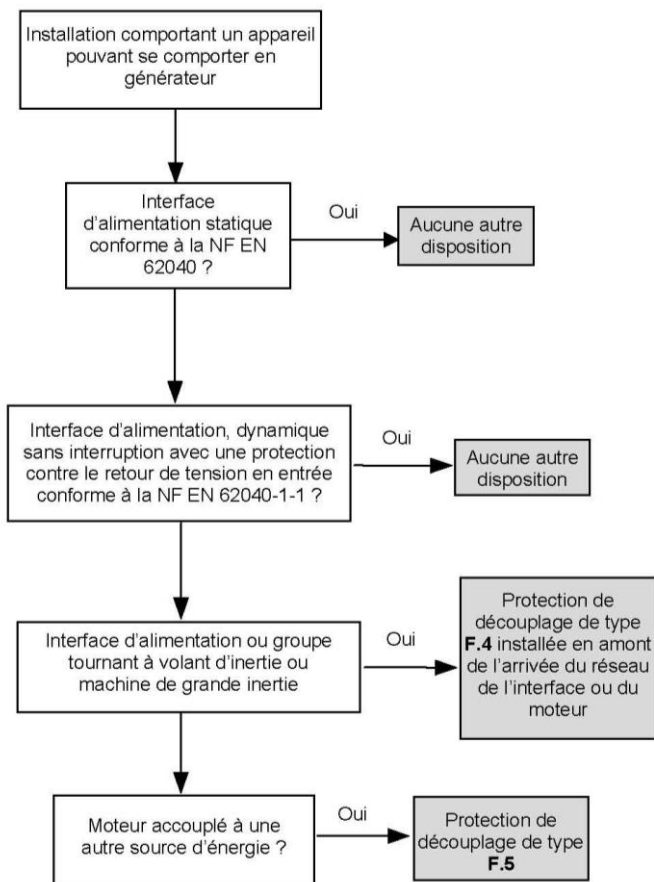 Installation comportant un appareil
pouvant se comporter en
générateur
Interface
d'alimentation statique
conforme à la NF EN
62040 ?
Oui
Aucune autre
disposition
Interface d'alimentation, dynamique
sans interruption avec une protection
contre le retour de tension en entrée
conforme à la NF EN 62040-1-1 ?
Oui
Aucune autre
disposition
Interface d'alimentation ou groupe
tournant à volant d'inertie ou
machine de grande inertie
Oui
Protection de
découplage de type
F.4 installée en amont
de l'arrivée du réseau
de l'interface ou du
moteur
Moteur accouplé à une
autre source d'énergie ?
Oui
Protection de
découplage de type
F.5